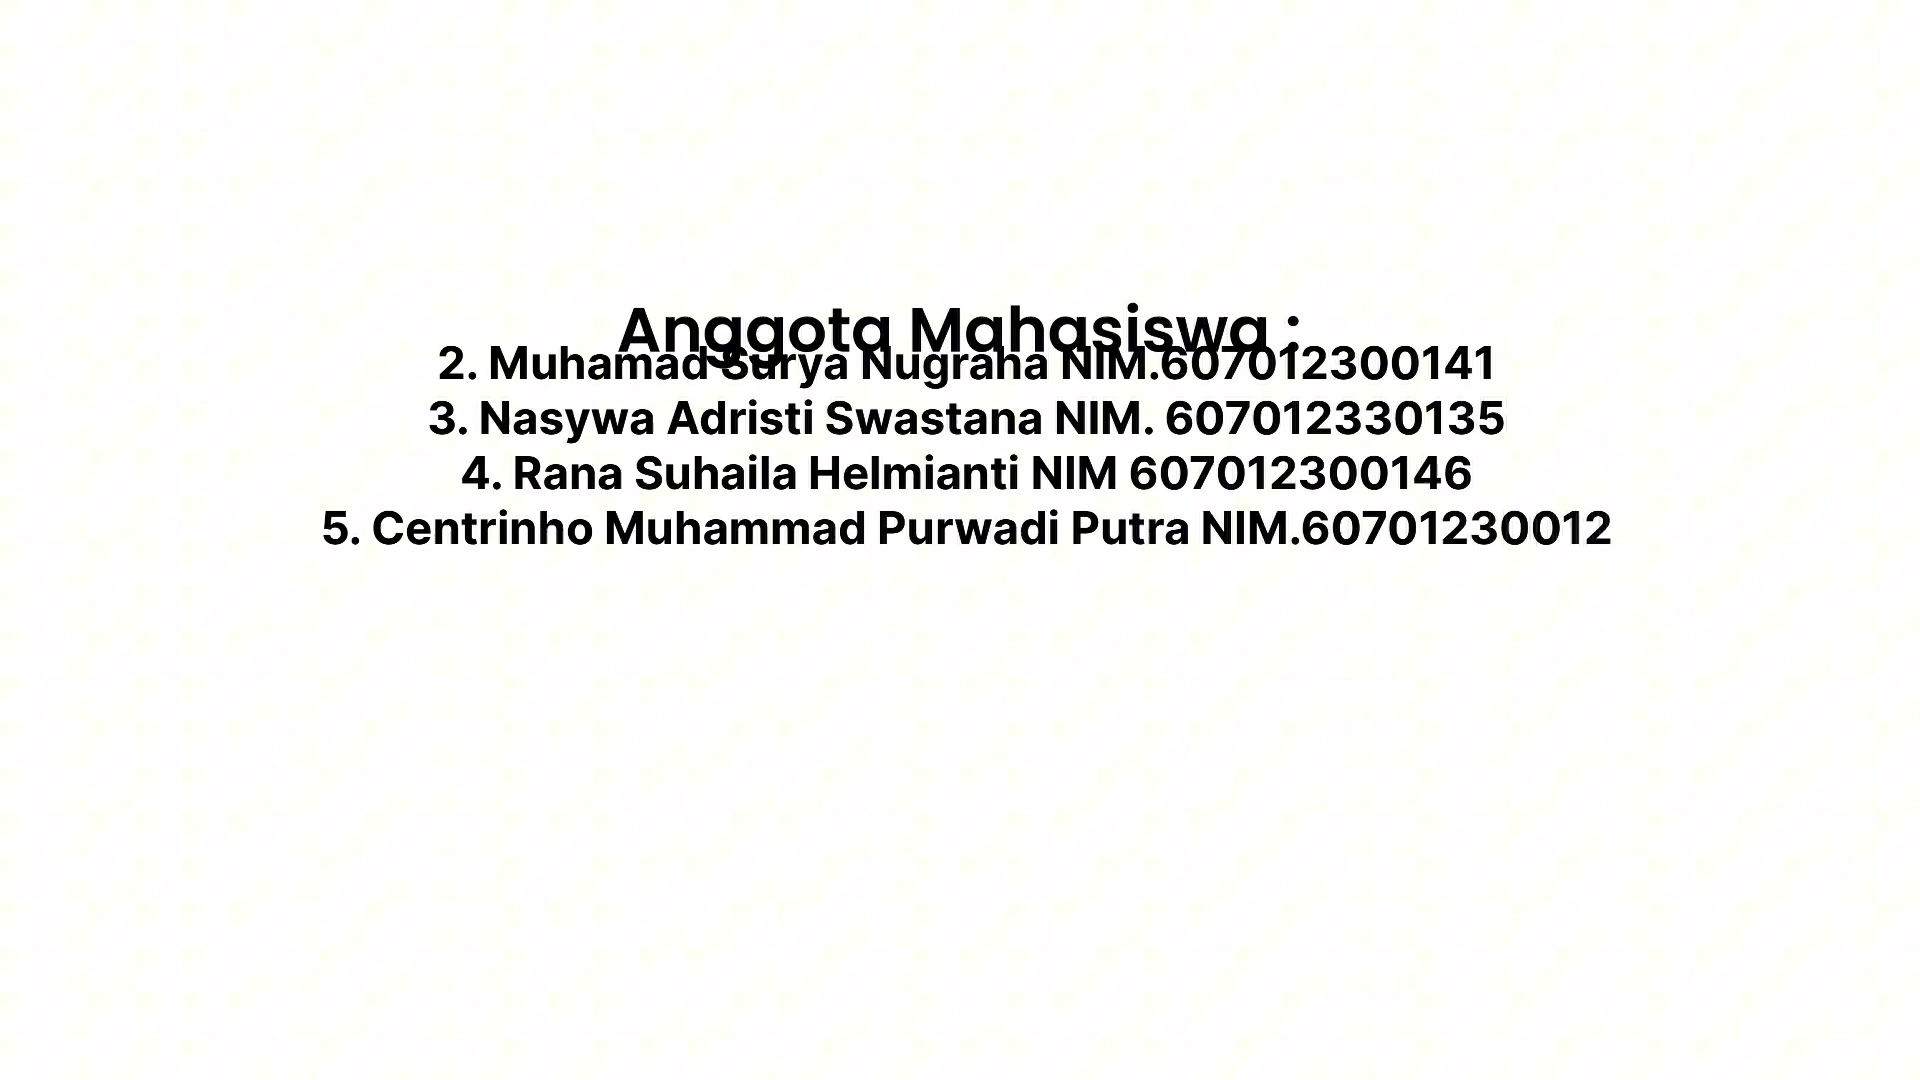 Anggota Mahasiswa :
2. Muhamad Surya Nugraha NIM.607012300141
3. Nasywa Adristi Swastana NIM. 607012330135
4. Rana Suhaila Helmianti NIM 607012300146
5. Centrinho Muhammad Purwadi Putra NIM.60701230012